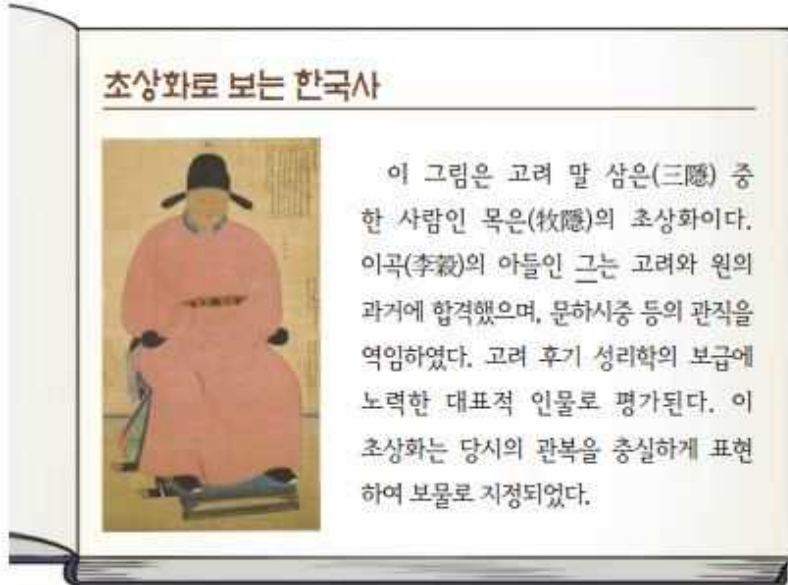 초상화로 보는 한국사
이 그림은 고려 말 삼은(三隱) 중
한 사람인 목은(牧隱)의 초상화이다.
이곡(李穀)의 아들인 그는 고려와 원의
과거에 합격했으며, 문하시중 등의 관직을
역임하였다. 고려 후기 성리학의 보급에
노력한 대표적 인물로 평가된다. 이
초상화는 당시의 관복을 충실하게 표현
하여 보물로 지정되었다.